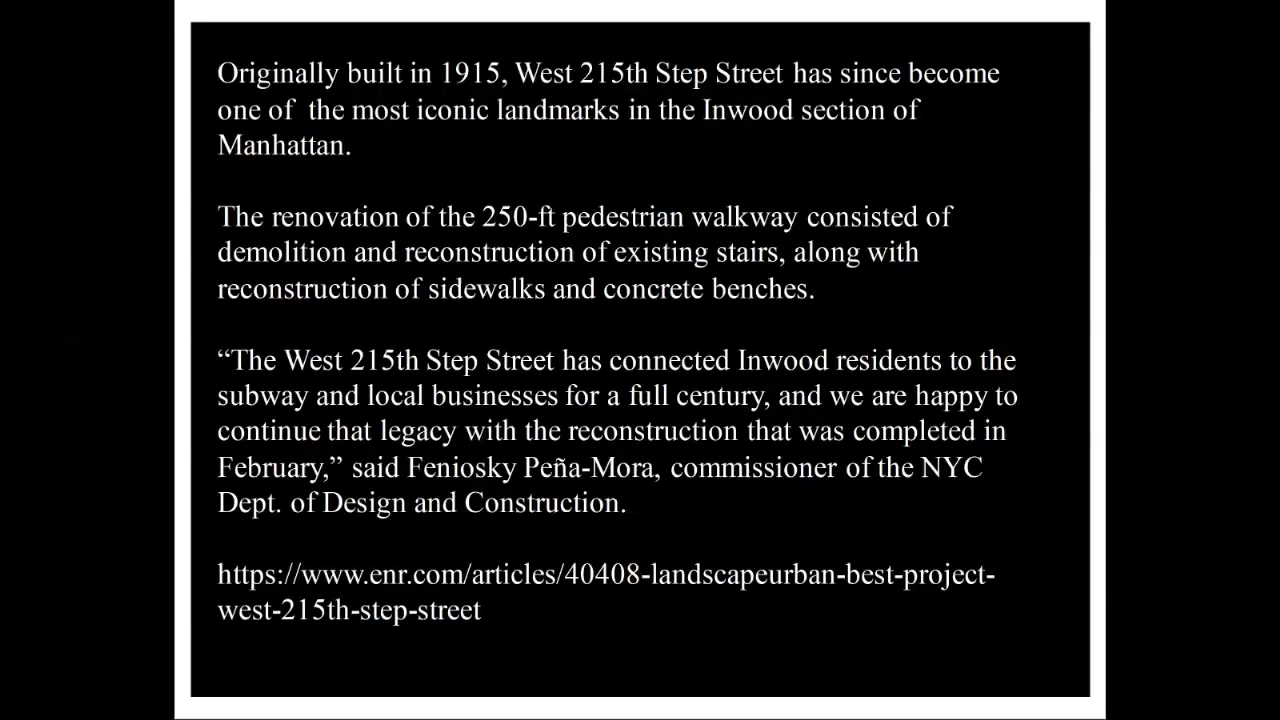 Originally built in 1915, West 215th Step Street has since become
one of  the most iconic landmarks in the Inwood section of
Manhattan.
The renovation of the 250-ft pedestrian walkway consisted of
demolition and reconstruction of existing stairs, along with
reconstruction of sidewalks and concrete benches.
“The West 215th Step Street has connected Inwood residents to the
subway and local businesses for a full century, and we are happy to
continue that legacy with the reconstruction that was completed in
February,” said Feniosky Peña-Mora, commissioner of the NYC
Dept. of Design and Construction.
https://www.enr.com/articles/40408-landscapeurban-best-project-
west-215th-step-street